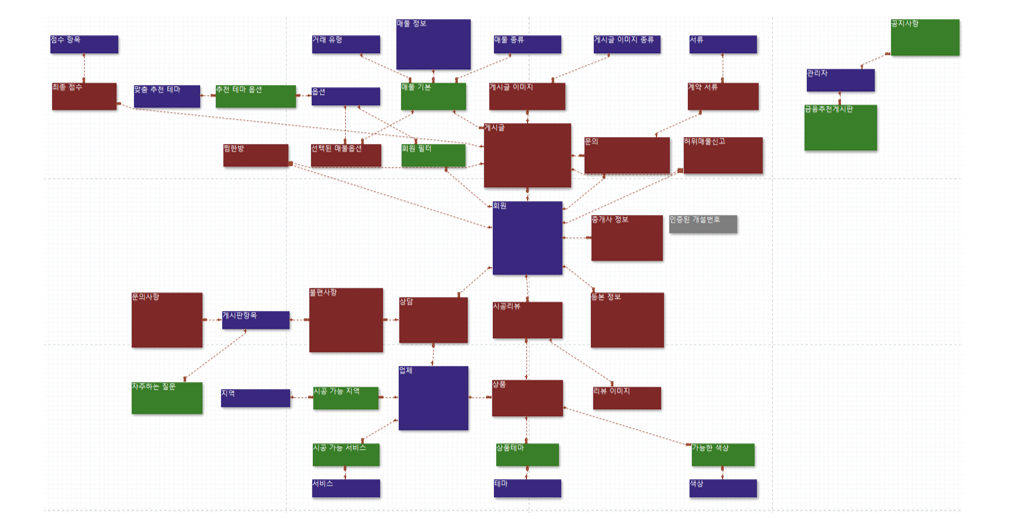 공지사항
매물 정보
점수 항목
거래 유형
매물 종류
게시글 이미지 종류
서류
관리자
최종 점수
맞춤 추천 테마
추천 테마 옵션
옵션
매물 기본
게시글 이미지
계약 서류
금융추천게시판
게시글
찜한방
선택된 매물옵션
회원 필터
문의
허위매물신고
회원
중개사 정보
인증된 개설번호
문의사항
게시판항목
불편사항
상담
시공리뷰
등본 정보
업체
자주하는 질문
지역
시공 가능 지역
상품
리뷰 이미지
시공 가능 서비스
상품테마
가능한 색상
서비스
테마
색상